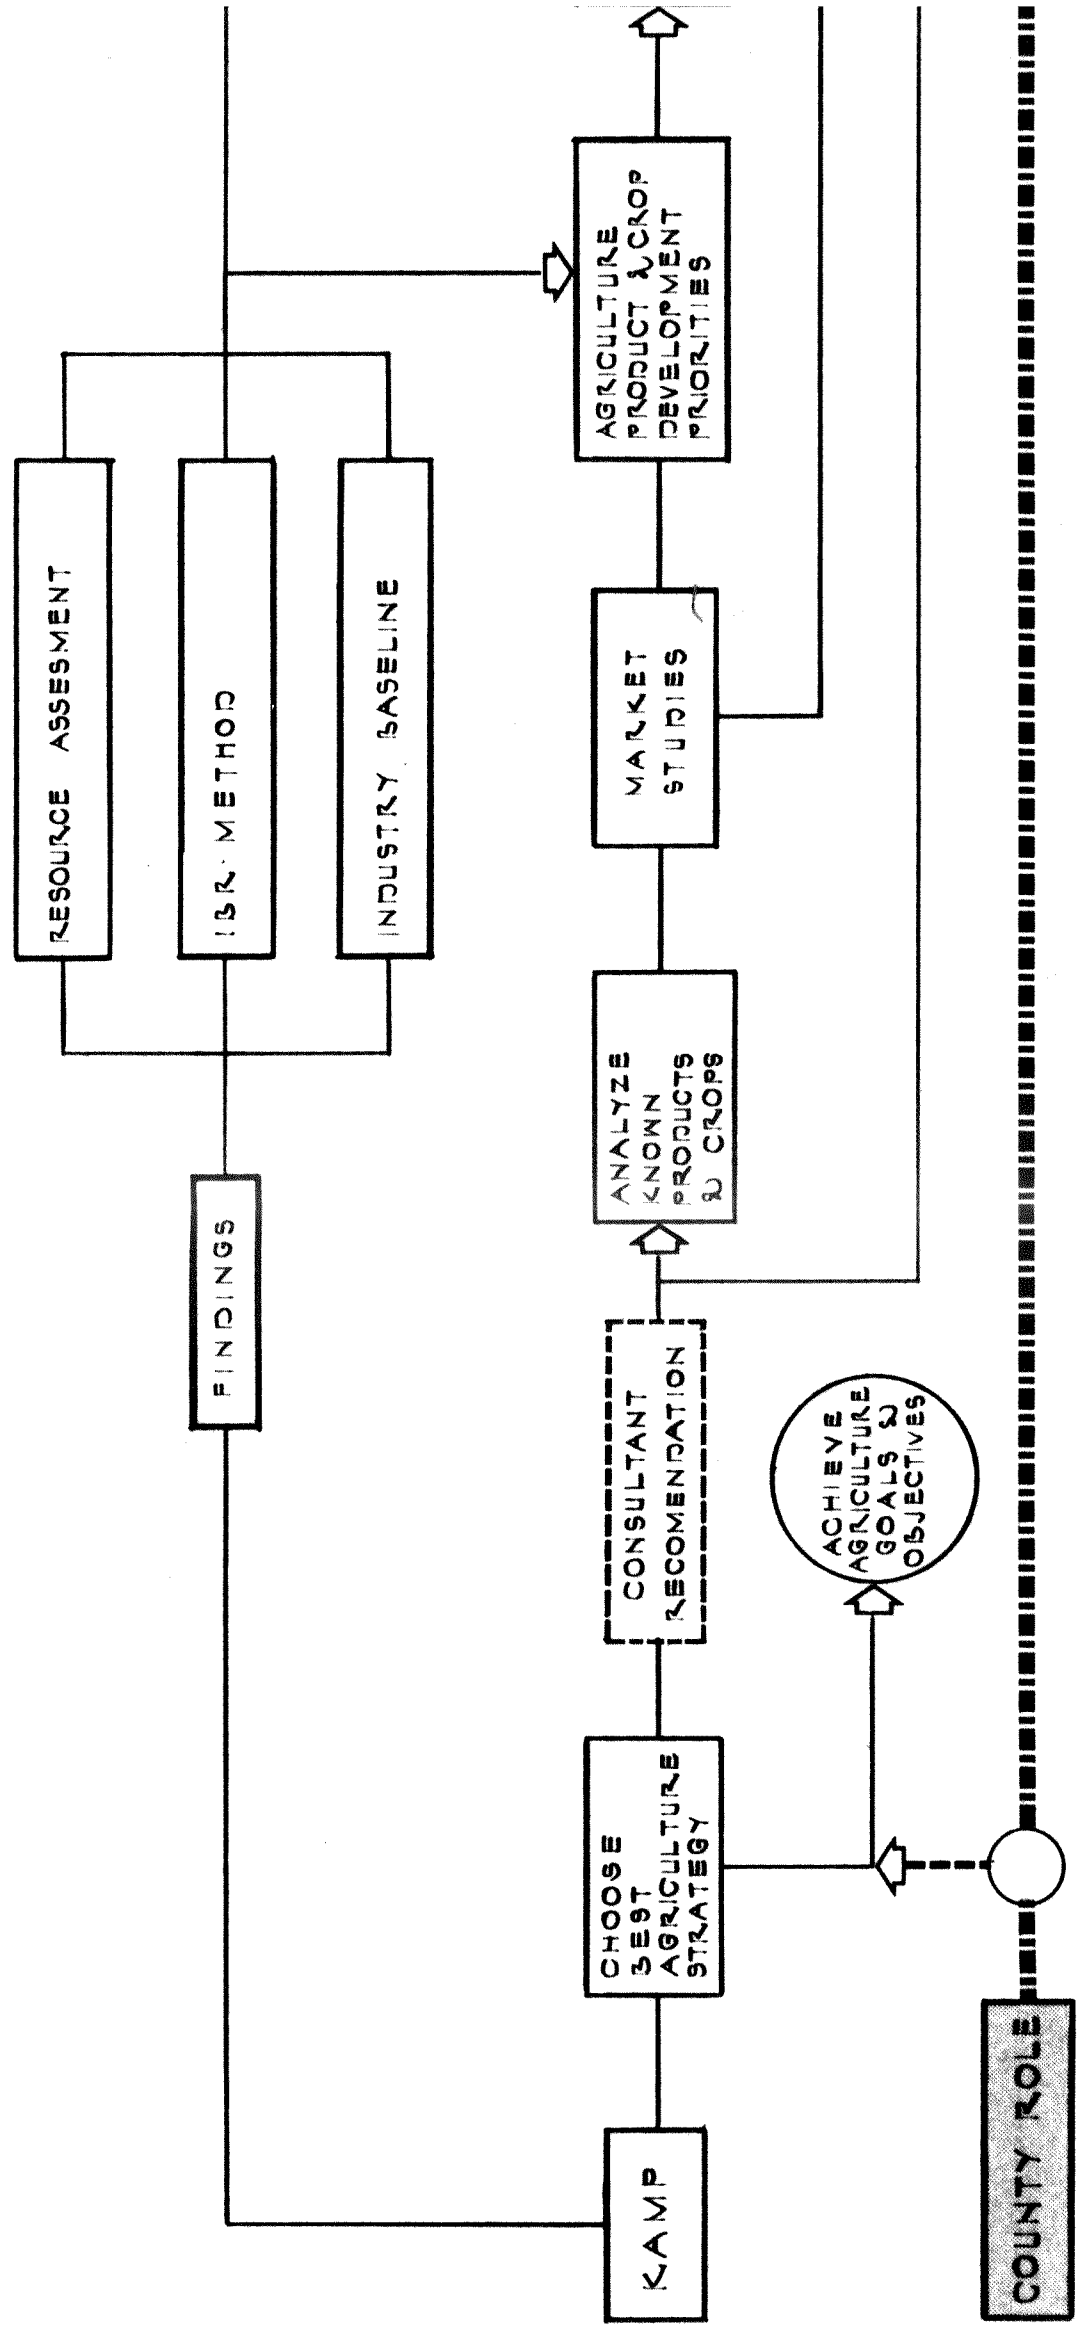 RESOURCE ASSESMENT
IBR·METHOD
INDUSTRY BASELINE
FINDINGS
KAMP
CHOOSE
BEST
AGRICULTURE
STRATEGY
CONSULTANT
RECOMENDATION
ANALYZE
KNOWN
PRODUCTS
& CROPS
MARKET
STUDIES
AGRICULTURE
PRODUCT & CROP
DEVELOPMENT
PRIORITIES
ACHIEVE
AGRICULTURE
GOALS &
OBJECTIVES
COUNTY ROLE